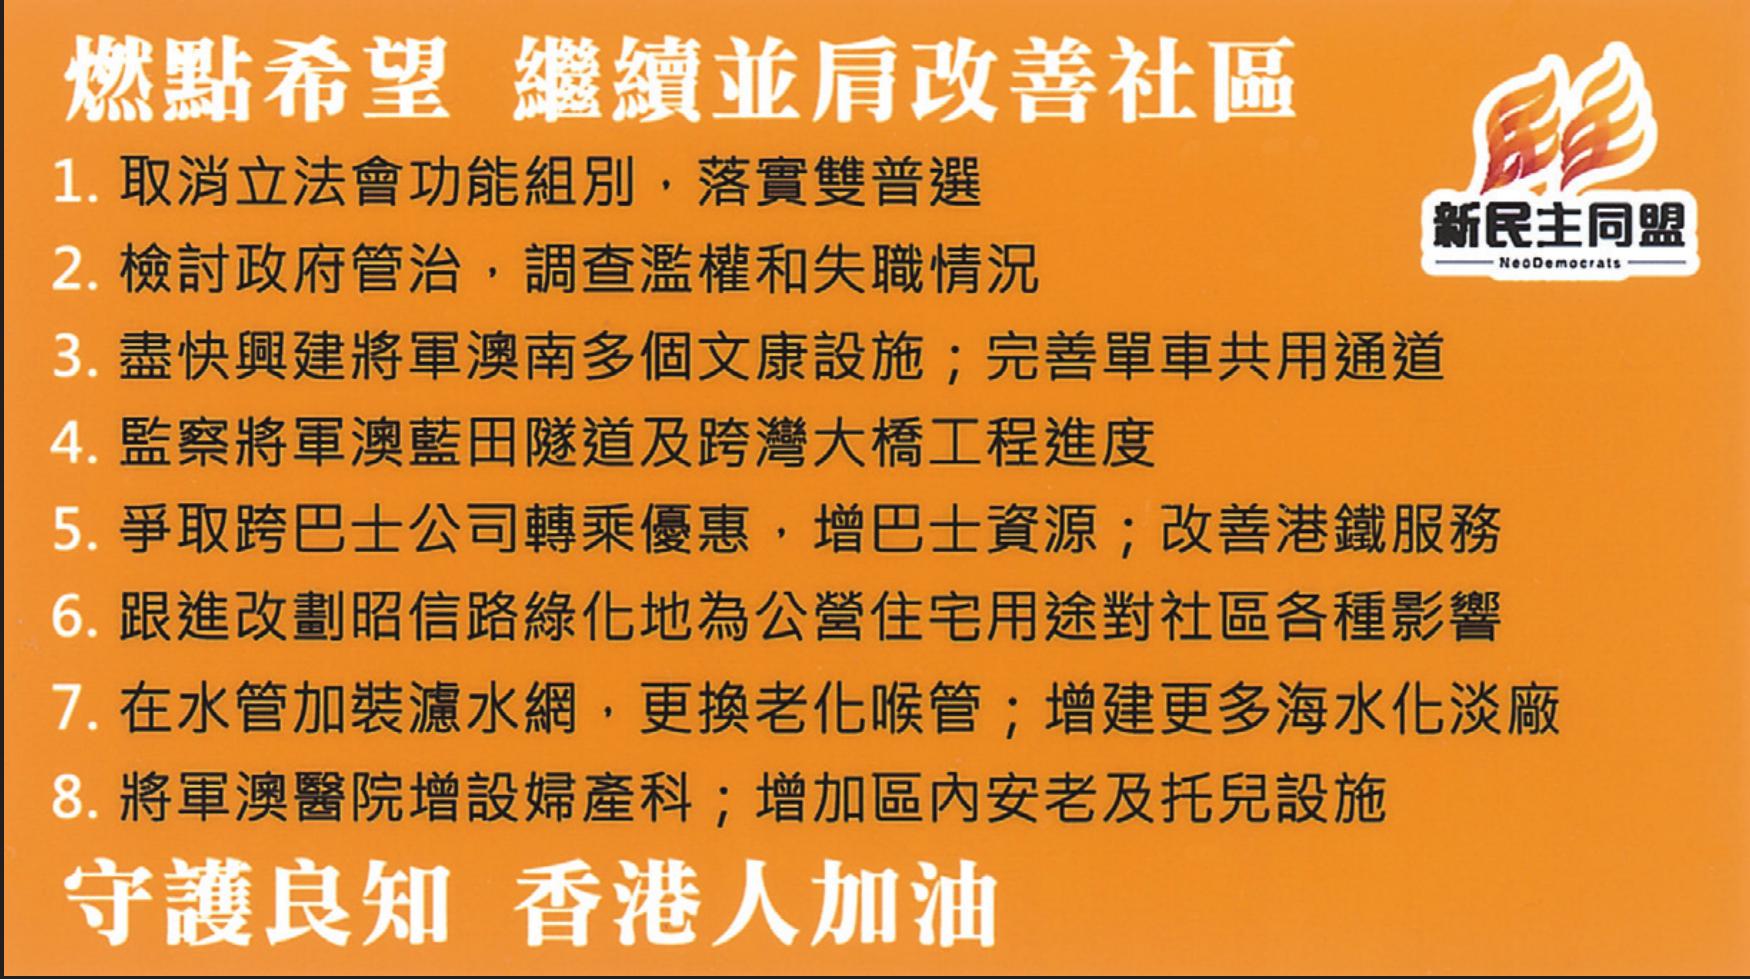 燃點希望 繼續並肩改善社區
1. 取消立法會功能組別，落實雙普選
2. 檢討政府管治，調查濫權和失職情況
3. 盡快興建將軍澳南多個文康設施；完善單車共用通道
4. 監察將軍澳藍田隧道及跨灣大橋工程進度
5. 爭取跨巴士公司轉乘優惠，增巴士資源；改善港鐵服務
6. 跟進改劃昭信路綠化地為公營住宅用途對社區各種影響
7. 在水管加裝濾水網，更換老化喉管；增建更多海水化淡廠
8. 將軍澳醫院增設婦產科；增加區內安老及托兒設施
守護良知 香港人加油
新民主同盟
NeoDemocrats